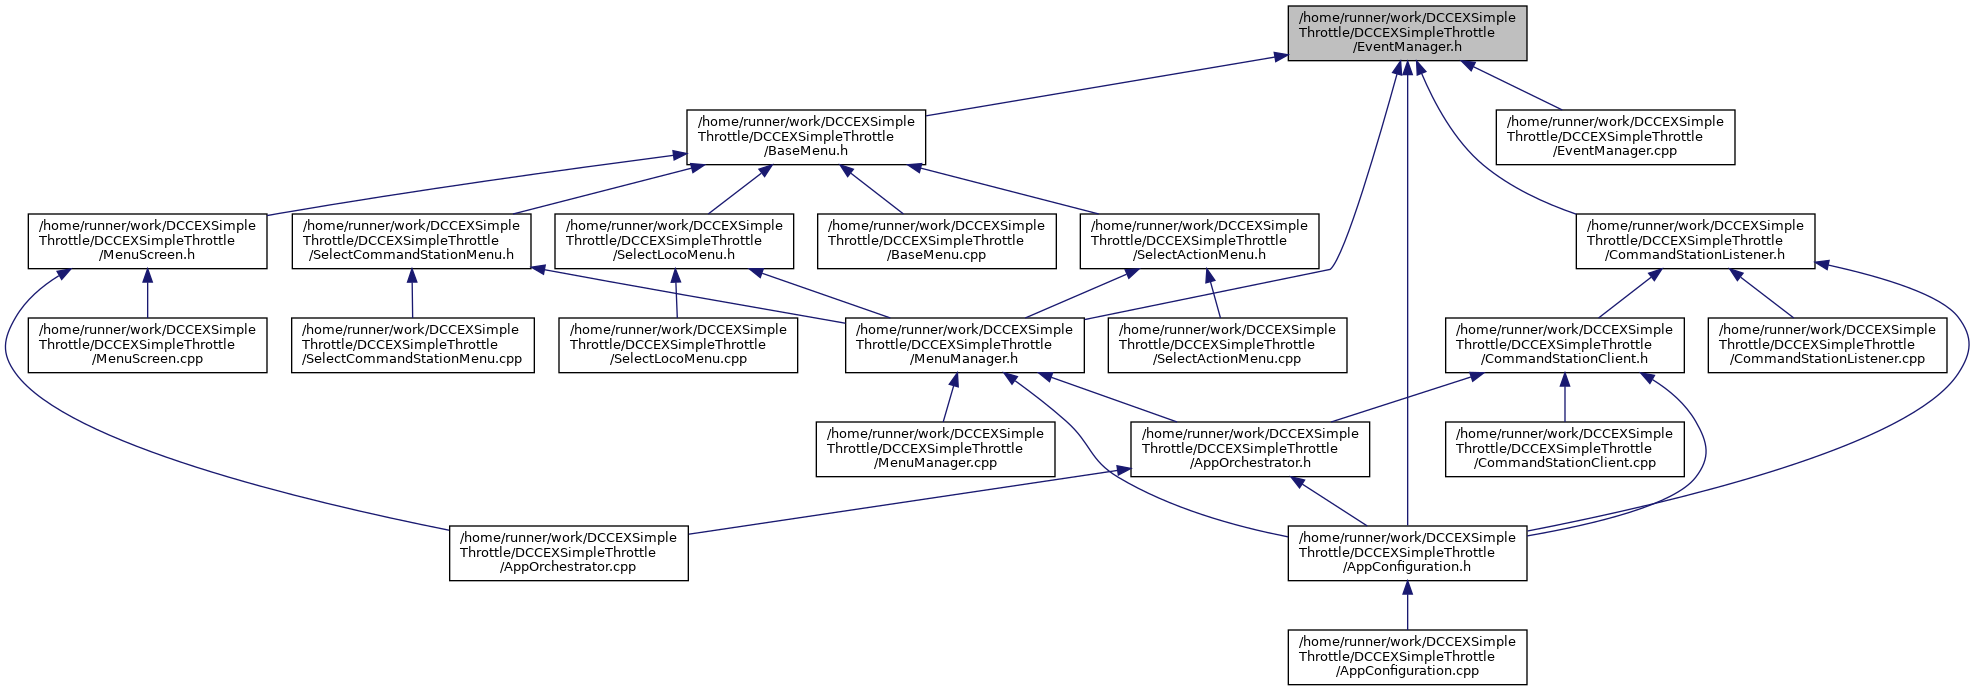 /home/runner/work/DCCEXSimple
Throttle/DCCEXSimpleThrottle
/EventManager.h
/home/runner/work/DCCEXSimple
Throttle/DCCEXSimpleThrottle
/BaseMenu.h
/home/runner/work/DCCEXSimple
Throttle/DCCEXSimpleThrottle
/EventManager.cpp
/home/runner/work/DCCEXSimple
Throttle/DCCEXSimpleThrottle
/MenuScreen.h
/home/runner/work/DCCEXSimple
Throttle/DCCEXSimpleThrottle
/SelectCommandStationMenu.h
/home/runner/work/DCCEXSimple
Throttle/DCCEXSimpleThrottle
/SelectLocoMenu.h
/home/runner/work/DCCEXSimple
Throttle/DCCEXSimpleThrottle
/BaseMenu.cpp
/home/runner/work/DCCEXSimple
Throttle/DCCEXSimpleThrottle
/SelectActionMenu.h
/home/runner/work/DCCEXSimple
Throttle/DCCEXSimpleThrottle
/CommandStationListener.h
/home/runner/work/DCCEXSimple
Throttle/DCCEXSimpleThrottle
/MenuScreen.cpp
/home/runner/work/DCCEXSimple
Throttle/DCCEXSimpleThrottle
/SelectCommandStationMenu.cpp
/home/runner/work/DCCEXSimple
Throttle/DCCEXSimpleThrottle
/SelectLocoMenu.cpp
/home/runner/work/DCCEXSimple
Throttle/DCCEXSimpleThrottle
/MenuManager.h
/home/runner/work/DCCEXSimple
Throttle/DCCEXSimpleThrottle
/SelectActionMenu.cpp
/home/runner/work/DCCEXSimple
Throttle/DCCEXSimpleThrottle
/CommandStationClient.h
/home/runner/work/DCCEXSimple
Throttle/DCCEXSimpleThrottle
/CommandStationListener.cpp
/home/runner/work/DCCEXSimple
Throttle/DCCEXSimpleThrottle
/MenuManager.cpp
/home/runner/work/DCCEXSimple
Throttle/DCCEXSimpleThrottle
/AppOrchestrator.h
/home/runner/work/DCCEXSimple
Throttle/DCCEXSimpleThrottle
/CommandStationClient.cpp
/home/runner/work/DCCEXSimple
Throttle/DCCEXSimpleThrottle
/AppOrchestrator.cpp
/home/runner/work/DCCEXSimple
Throttle/DCCEXSimpleThrottle
/AppConfiguration.h
/home/runner/work/DCCEXSimple
Throttle/DCCEXSimpleThrottle
/AppConfiguration.cpp